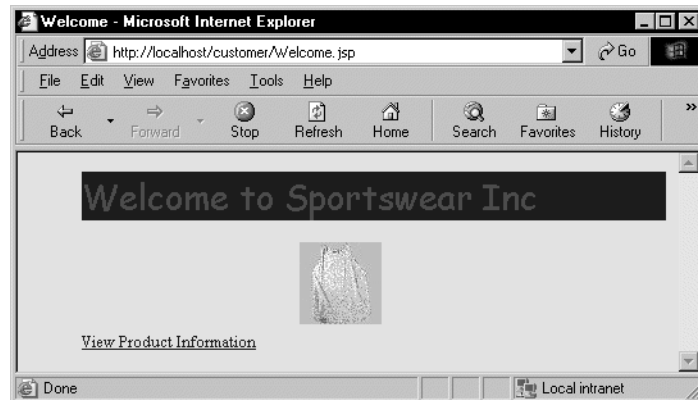 Welcome - Microsoft Internet Explorer
Address http://localhost/customer/Welcome.jsp Go
File Edit View Favorites Tools Help
Back Forward Stop Refresh Home Search Favorites History »
Welcome to Sportswear Inc
View Product Information
Done Local intranet